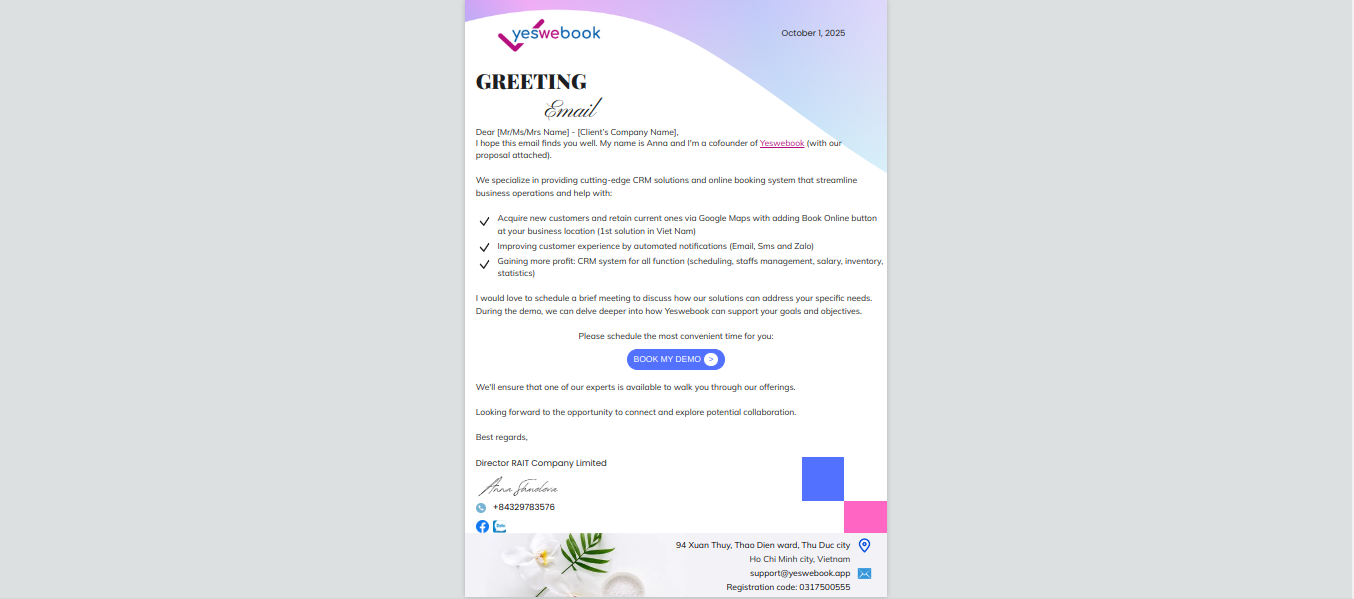 yeswebook
October 1, 2025
GREETING
Email
Dear [Mr/Ms/Mrs Name] - [Client's Company Name],
I hope this email finds you well. My name is Anna and I'm a cofounder of Yeswebook (with our
proposal attached).
We specialize in providing cutting-edge CRM solutions and online booking system that streamline
business operations and help with:
Acquire new customers and retain current ones via Google Maps with adding Book Online button
at your business location (1st solution in Viet Nam)
Improving customer experience by automated notifications (Email, Sms and Zalo)
Gaining more profit: CRM system for all function (scheduling, staffs management, salary, inventory,
statistics)
I would love to schedule a brief meeting to discuss how our solutions can address your specific needs.
During the demo, we can delve deeper into how Yeswebook can support your goals and objectives.
Please schedule the most convenient time for you:
BOOK MY DEMO >
We'll ensure that one of our experts is available to walk you through our offerings.
Looking forward to the opportunity to connect and explore potential collaboration.
Best regards,
Director RAIT Company Limited
Anna Sandova
+84329783576
94 Xuan Thuy, Thao Dien ward, Thu Duc city
Ho Chi Minh city, Vietnam
support@yeswebook.app
Registration code: 0317500555